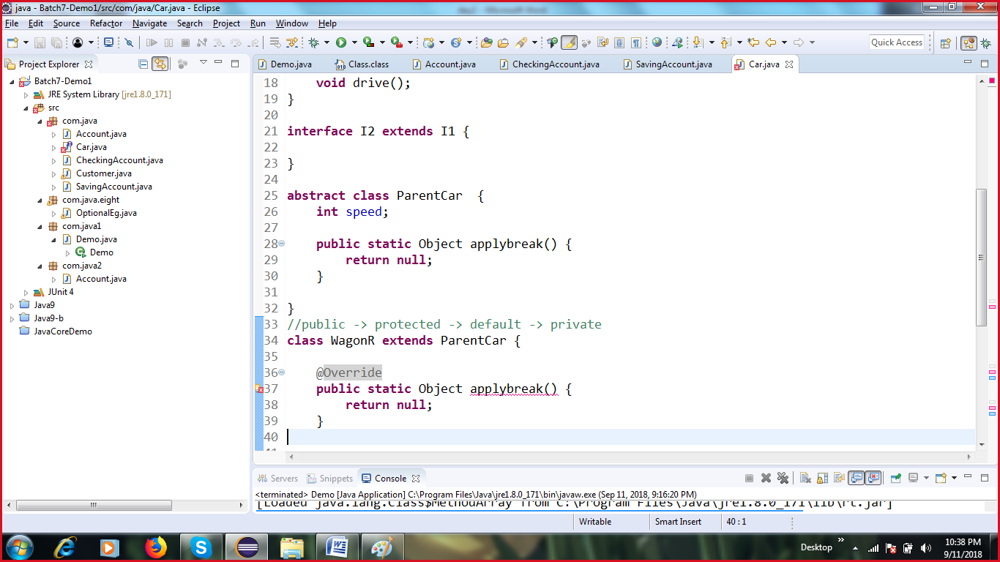 java - Batch7-Demo1/src/com/java/Car.java - Eclipse
File Edit Source Refactor Navigate Search Project Run Window Help
Quick Access
Project Explorer
Batch7-Demo1
JRE System Library [jre1.8.0_171]
src
com.java
Account.java
Car.java
CheckingAccount.java
Customer.java
SavingAccount.java
com.java.eight
OptionalEg.java
com.java1
Demo.java
Demo
com.java2
Account.java
JUnit 4
Java9
Java9-b
JavaCoreDemo
Demo.java Class.class Account.java CheckingAccount.java SavingAccount.java Car.java
18 void drive();
19 }
20
21 interface I2 extends I1 {
22
23 }
24
25 abstract class ParentCar {
26 int speed;
27
28 public static Object applybreak() {
29 return null;
30 }
31
32 }
33 //public -> protected -> default -> private
34 class WagonR extends ParentCar {
35
36 @Override
37 public static Object applybreak() {
38 return null;
39 }
40
Servers Snippets Console
<terminated> Demo [Java Application] C:\Program Files\Java\jre1.8.0_171\bin\javaw.exe (Sep 11, 2018, 9:16:20 PM)
[Loaded java.lang.Class$MethodArray from C:\Program Files\Java\jre1.8.0_171\lib\rt.jar]
Writable Smart Insert 40 : 1
Desktop
10:38 PM
9/11/2018